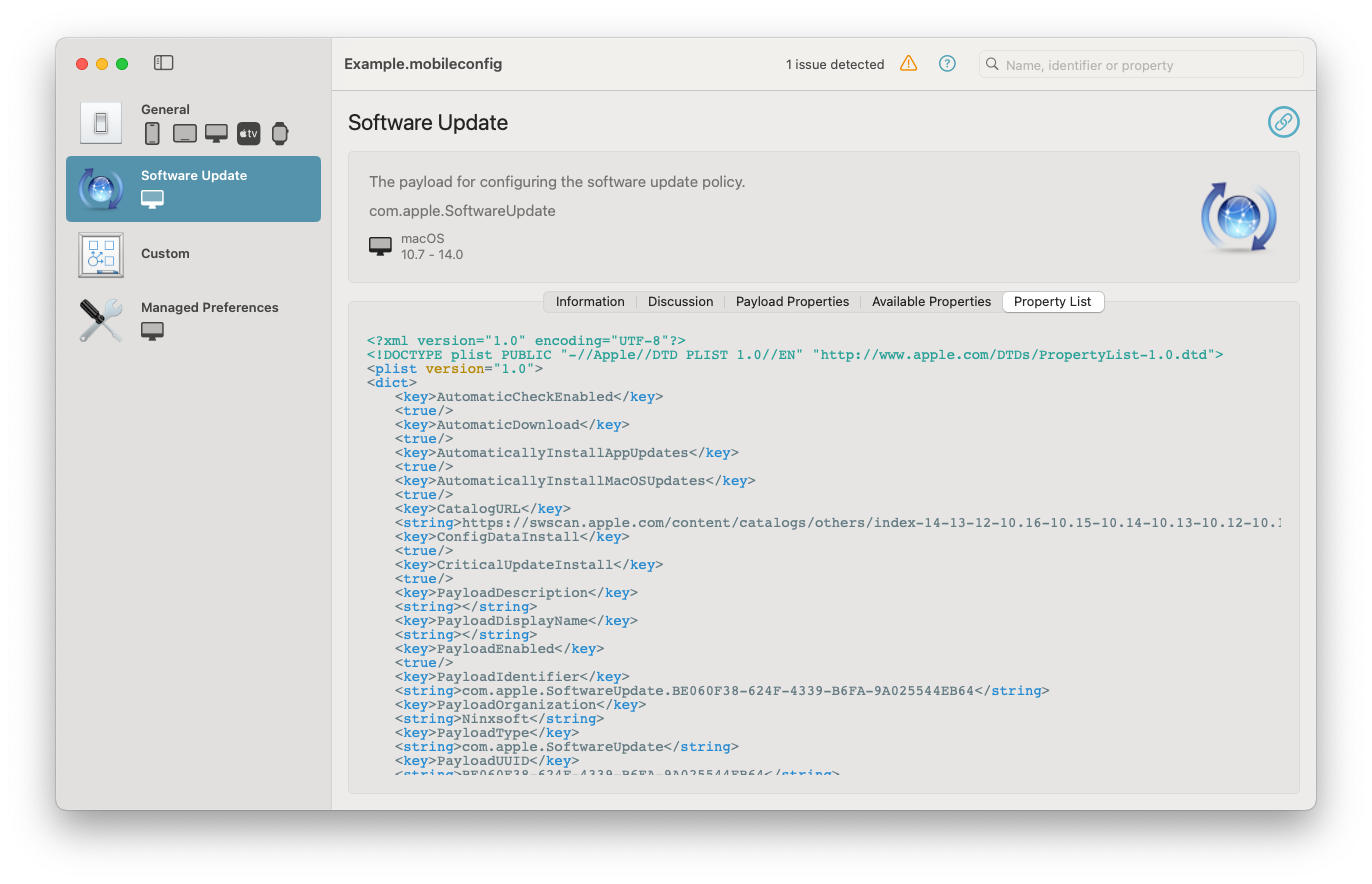 Example.mobileconfig
1 issue detected
?
Name, identifier or property
General
tv
Software Update
Custom
Managed Preferences
Software Update
The payload for configuring the software update policy.
com.apple.SoftwareUpdate
macOS
10.7 - 14.0
Information
Discussion
Payload Properties
Available Properties
Property List
<?xml version="1.0" encoding="UTF-8"?>
<!DOCTYPE plist PUBLIC "-//Apple//DTD PLIST 1.0//EN" "http://www.apple.com/DTDs/PropertyList-1.0.dtd">
<plist version="1.0">
<dict>
<key>AutomaticCheckEnabled</key>
<true/>
<key>AutomaticDownload</key>
<true/>
<key>AutomaticallyInstallAppUpdates</key>
<true/>
<key>AutomaticallyInstallMacOSUpdates</key>
<true/>
<key>CatalogURL</key>
<string>https://swscan.apple.com/content/catalogs/others/index-14-13-12-10.16-10.15-10.14-10.13-10.12-10.1
<key>ConfigDataInstall</key>
<true/>
<key>CriticalUpdateInstall</key>
<true/>
<key>PayloadDescription</key>
<string></string>
<key>PayloadDisplayName</key>
<string></string>
<key>PayloadEnabled</key>
<true/>
<key>PayloadIdentifier</key>
<string>com.apple.SoftwareUpdate.BE060F38-624F-4339-B6FA-9A025544EB64</string>
<key>PayloadOrganization</key>
<string>Ninxsoft</string>
<key>PayloadType</key>
<string>com.apple.SoftwareUpdate</string>
<key>PayloadUUID</key>
<string>BE060F38-624F-4339-B6FA-9A025544EB64</string>